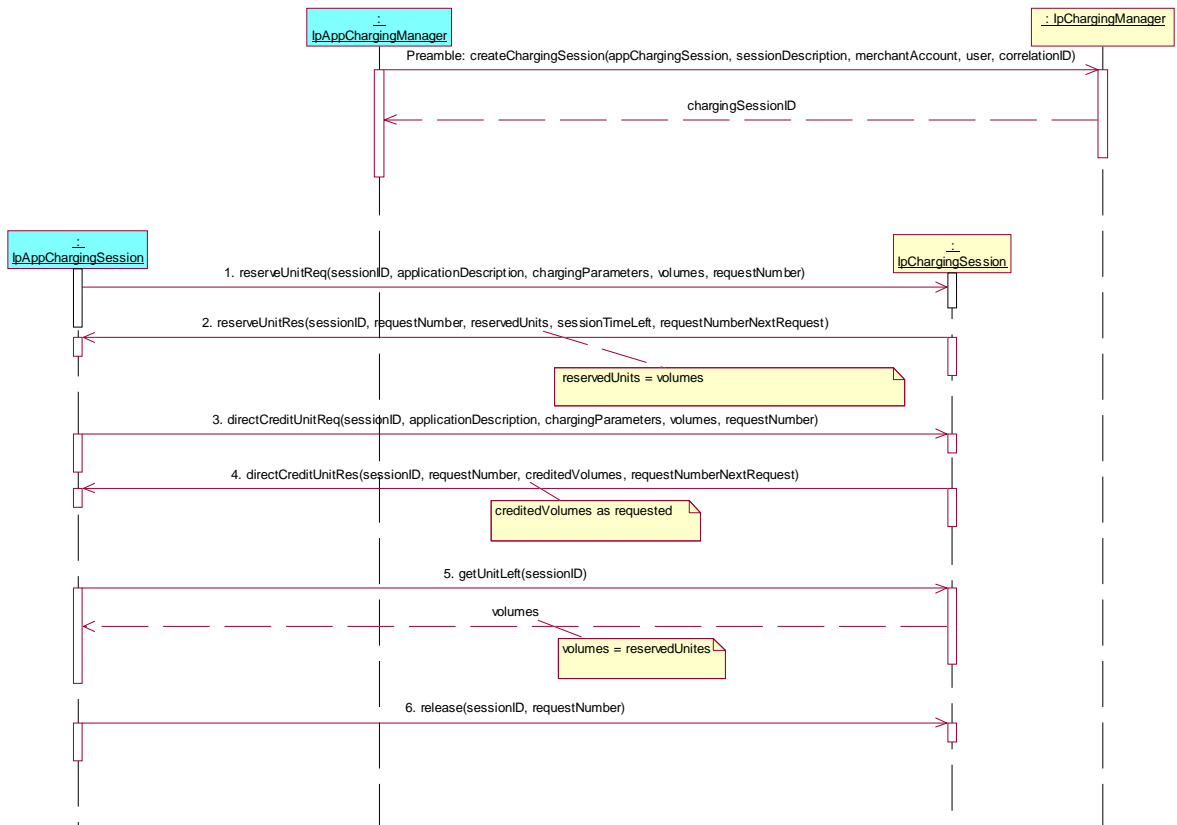 :
IpAppChargingManager
: IpChargingManager
Preamble: createChargingSession(appChargingSession, sessionDescription, merchantAccount, user, correlationID)
chargingSessionID
:
IpAppChargingSession
:
IpChargingSession
1. reserveUnitReq(sessionID, applicationDescription, chargingParameters, volumes, requestNumber)
2. reserveUnitRes(sessionID, requestNumber, reservedUnits, sessionTimeLeft, requestNumberNextRequest)
reservedUnits = volumes
3. directCreditUnitReq(sessionID, applicationDescription, chargingParameters, volumes, requestNumber)
4. directCreditUnitRes(sessionID, requestNumber, creditedVolumes, requestNumberNextRequest)
creditedVolumes as requested
5. getUnitLeft(sessionID)
volumes
volumes = reservedUnites
6. release(sessionID, requestNumber)